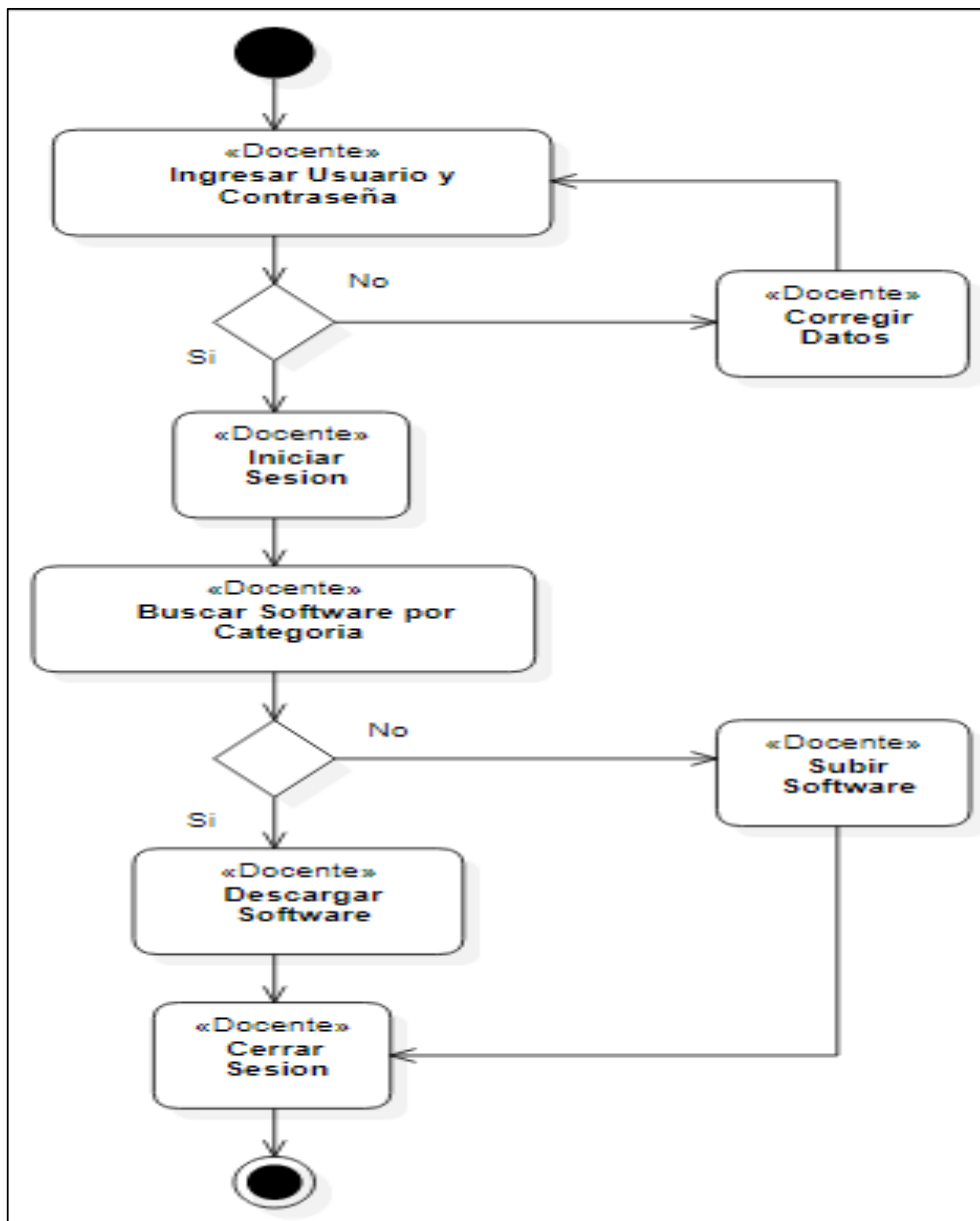 «Docente»
Ingresar Usuario y
Contraseña
No
«Docente»
Corregir
Datos
Si
«Docente»
Iniciar
Sesion
«Docente»
Buscar Software por
Categoria
No
«Docente»
Subir
Software
Si
«Docente»
Descargar
Software
«Docente»
Cerrar
Sesion